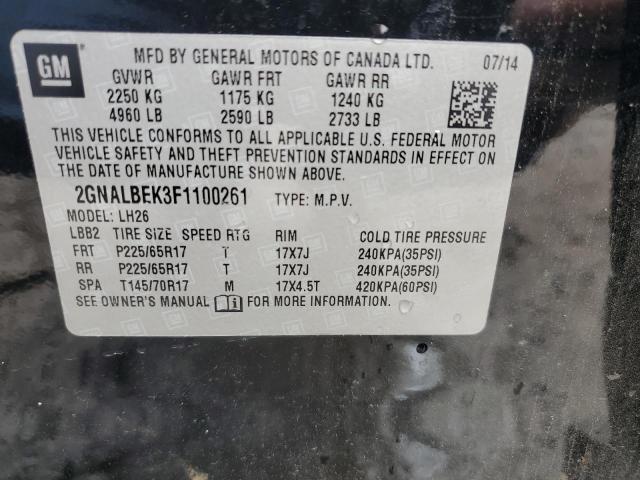 GM
MFD BY GENERAL MOTORS OF CANADA LTD. 07/14
GVWR GAWR FRT GAWR RR
2250 KG 1175 KG 1240 KG
4960 LB 2590 LB 2733 LB
THIS VEHICLE CONFORMS TO ALL APPLICABLE U.S. FEDERAL MOTOR
VEHICLE SAFETY AND THEFT PREVENTION STANDARDS IN EFFECT ON
THE DATE OF MANUFACTURE SHOWN ABOVE.
2GNALBEK3F1100261 TYPE: M.P.V.
MODEL: LH26
LBB2 TIRE SIZE SPEED RTG RIM COLD TIRE PRESSURE
FRT P225/65R17 T 17X7J 240KPA(35PSI)
RR P225/65R17 T 17X7J 240KPA(35PSI)
SPA T145/70R17 M 17X4.5T 420KPA(60PSI)
SEE OWNER'S MANUAL FOR MORE INFORMATION.